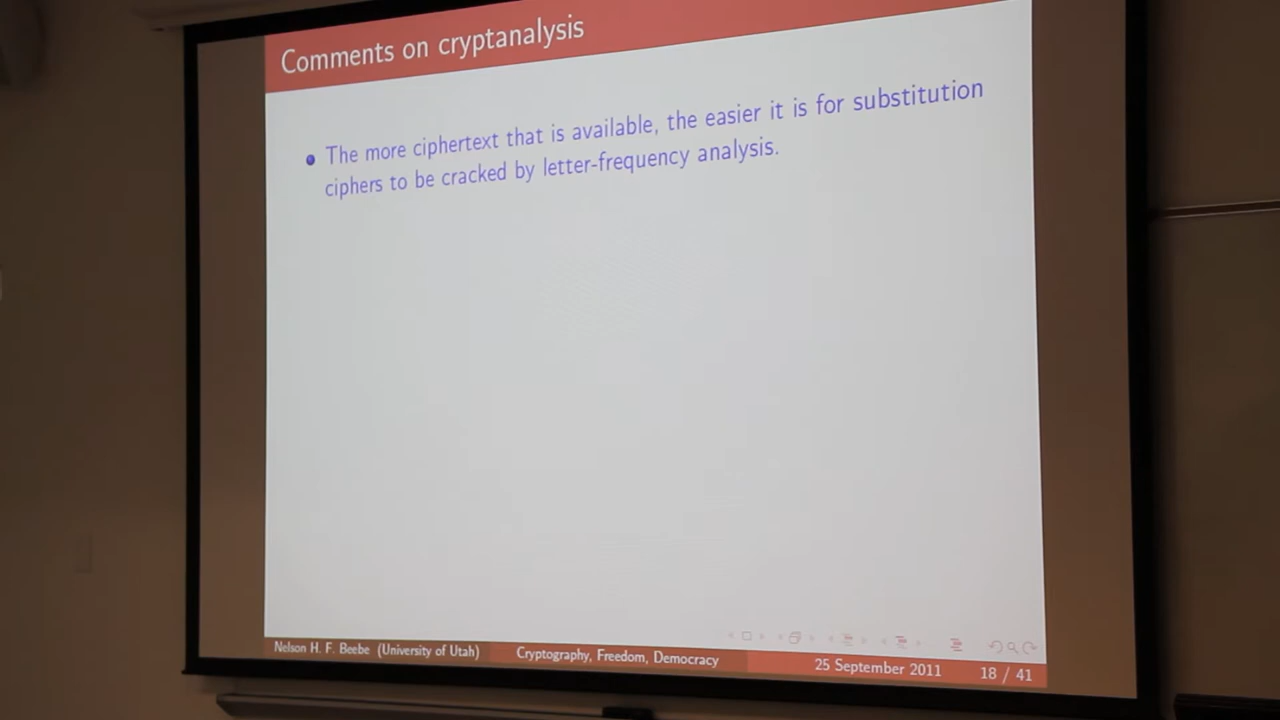 Comments on cryptanalysis
The more ciphertext that is available, the easier it is for substitution
ciphers to be cracked by letter-frequency analysis.
Nelson H. F. Beebe (University of Utah)
Cryptography, Freedom, Democracy
25 September 2011
18 / 41